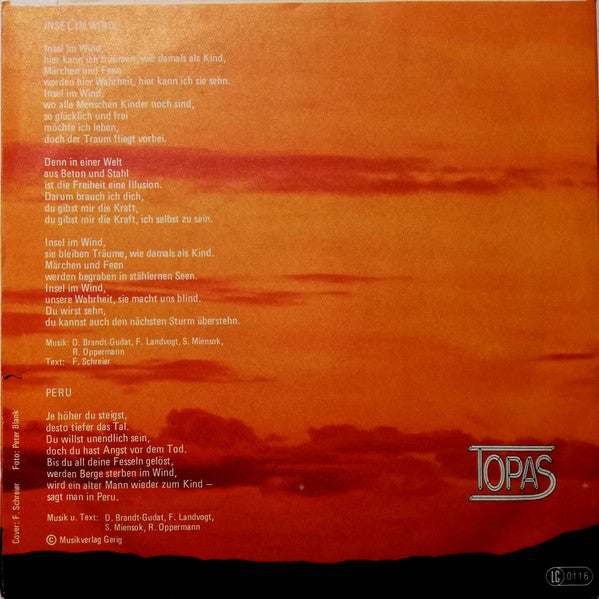 INSEL IM WIND
Insel im Wind,
hier kann ich träumen, wie damals als Kind,
Märchen und Feen
werden hier Wahrheit, hier kann ich sie sehn.
Insel im Wind,
wo alle Menschen Kinder noch sind,
so glücklich und frei
möchte ich leben,
doch der Traum fliegt vorbei.
Denn in einer Welt
aus Beton und Stahl
ist die Freiheit eine Illusion.
Darum brauch ich dich,
du gibst mir die Kraft,
du gibst mir die Kraft, ich selbst zu sein.
Insel im Wind,
sie bleiben Träume, wie damals als Kind.
Märchen und Feen
werden begraben in stählernen Seen.
Insel im Wind,
unsere Wahrheit, sie macht uns blind.
Du wirst sehn,
du kannst auch den nächsten Sturm überstehn.
Musik: D. Brandt-Gudat, F. Landvogt, S. Miensok,
R. Oppermann
Text: F. Schreier
PERU
Je höher du steigst,
desto tiefer das Tal.
Du willst unendlich sein,
doch du hast Angst vor dem Tod.
Bis du all deine Fesseln gelöst,
werden Berge sterben im Wind,
wird ein alter Mann wieder zum Kind –
sagt man in Peru.
Musik u. Text: D. Brandt-Gudat, F. Landvogt,
S. Miensok, R. Oppermann
© Musikverlag Gerig
Cover: F. Schreier Foto: Peter Blank
TOPAS
LC 0116